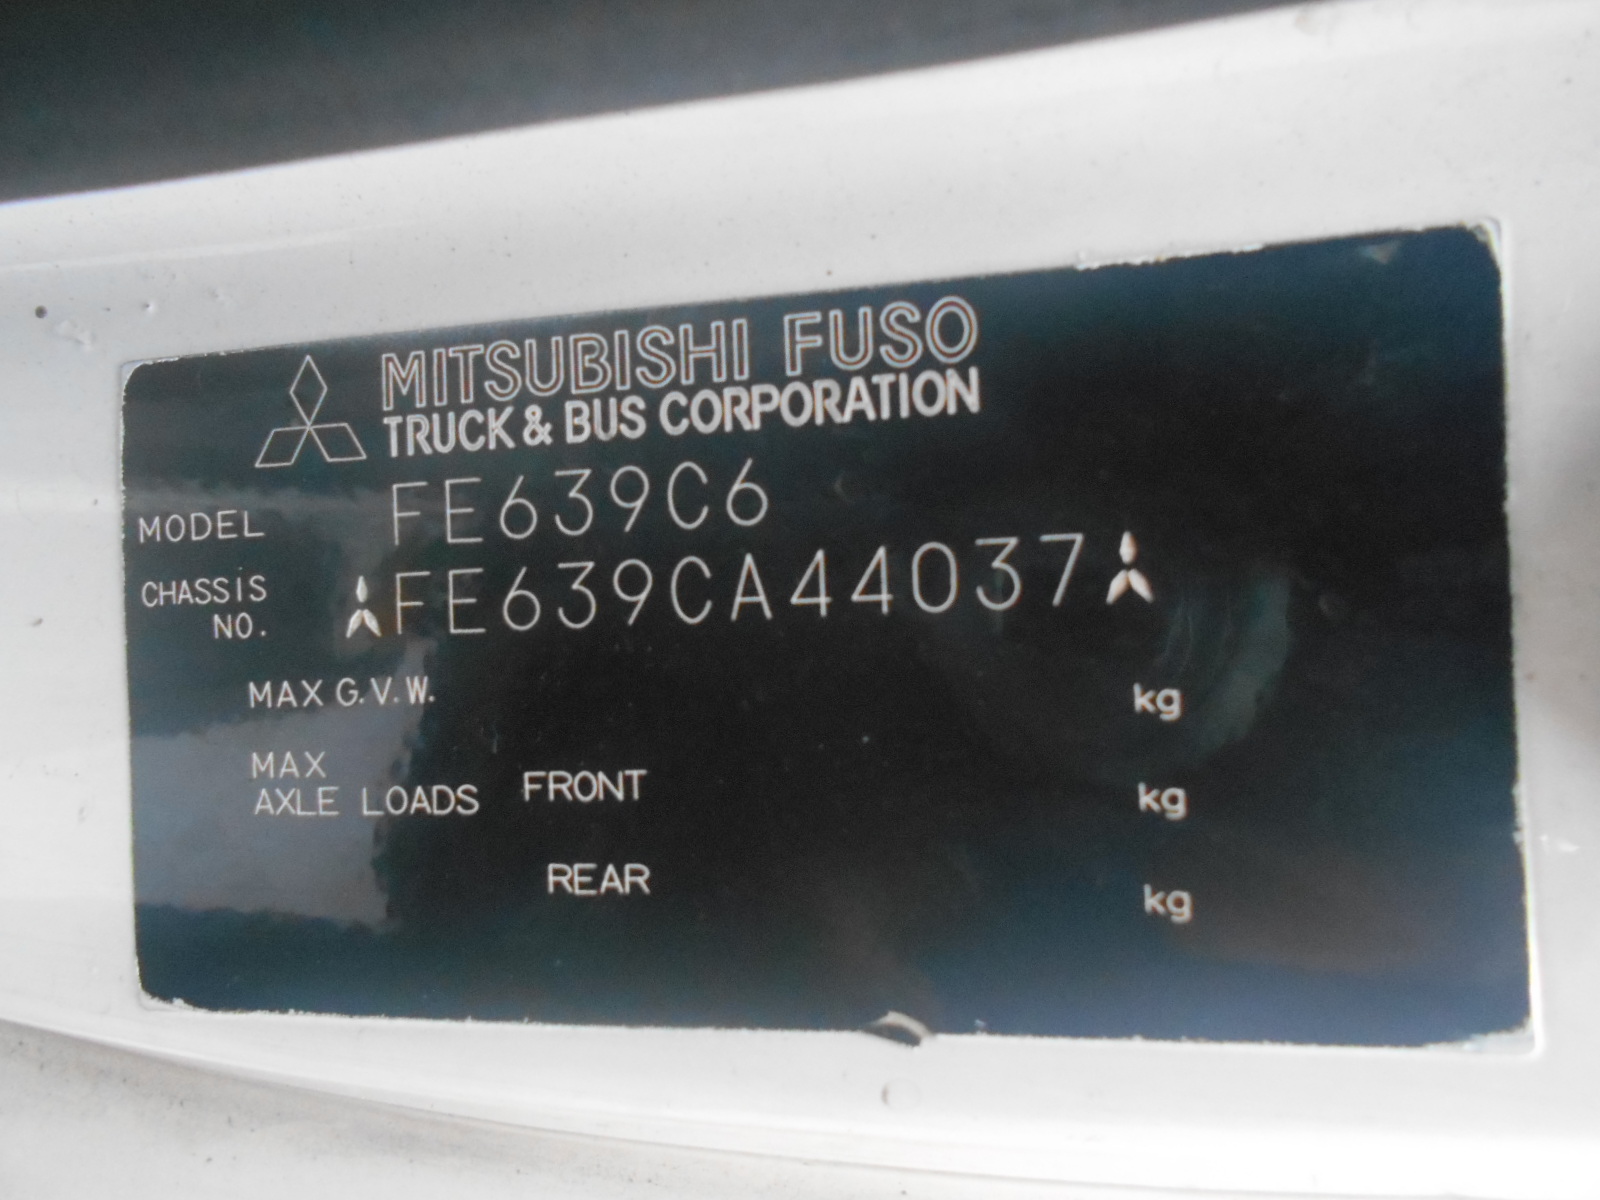 MITSUBISHI FUSO
TRUCK & BUS CORPORATION
MODEL FE639C6
CHASSIS NO. FE639CA44037
MAX G.V.W. kg
MAX AXLE LOADS FRONT kg
REAR kg